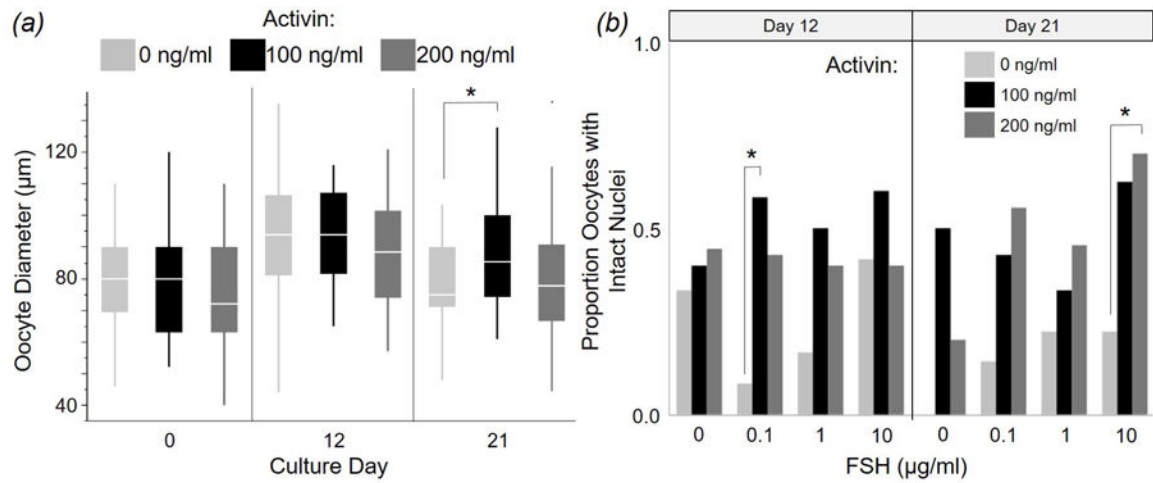 (a)
Activin:
0 ng/ml 100 ng/ml 200 ng/ml
*
120
80
40
Oocyte Diameter (µm)
0 12 21
Culture Day
(b)
Day 12 Day 21
1.0
0.5
0.0
Proportion Oocytes with
Intact Nuclei
Activin:
0 ng/ml
100 ng/ml
200 ng/ml
*
*
0 0.1 1 10 0 0.1 1 10
FSH (µg/ml)